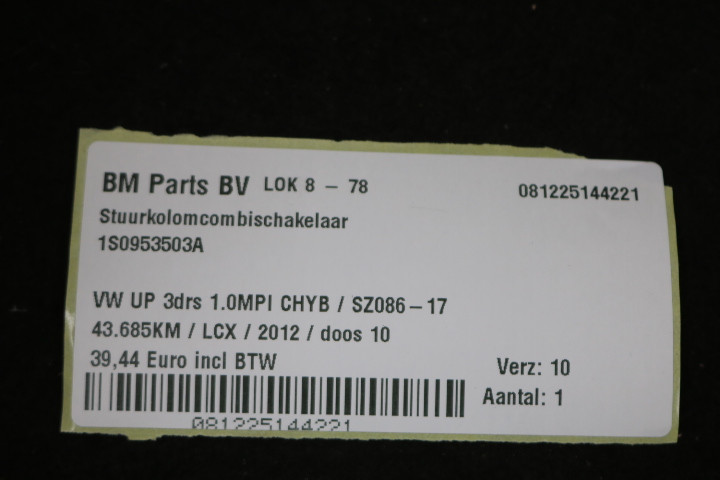 BM Parts BV LOK 8 - 78 081225144221
Stuurkolomcombischakelaar
1S0953503A
VW UP 3drs 1.0MPI CHYB / SZ086-17
43.685KM / LCX / 2012 / doos 10
39,44 Euro incl BTW
Verz: 10
Aantal: 1
081225144221